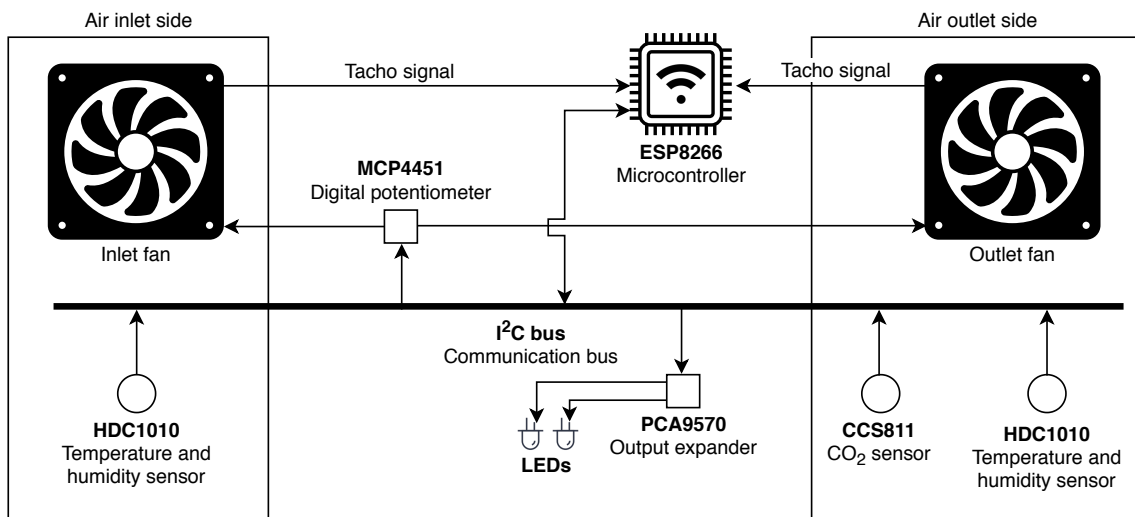 Air inlet side
Air outlet side
Tacho signal
Tacho signal
ESP8266
Microcontroller
MCP4451
Digital potentiometer
Inlet fan
Outlet fan
I²C bus
Communication bus
HDC1010
Temperature and
humidity sensor
LEDs
PCA9570
Output expander
CCS811
CO₂ sensor
HDC1010
Temperature and
humidity sensor